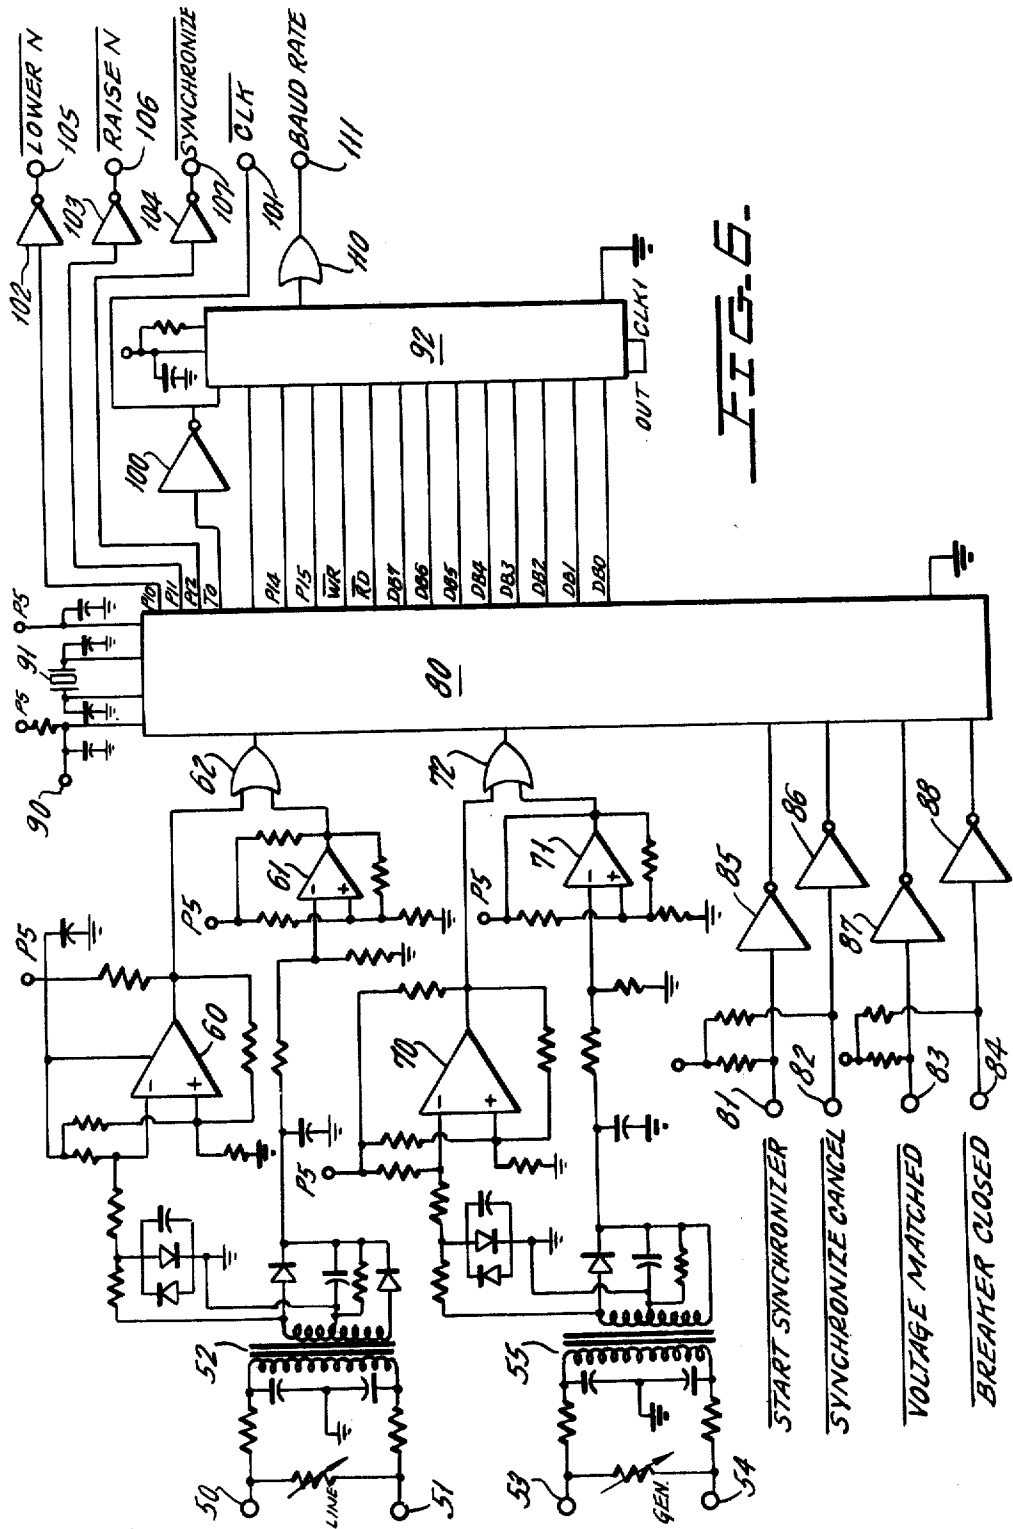 LOWER N
105
RAISE N
106
SYNCHRONIZE
107
CLK
101
BAUD RATE
111
102
103
104
110
100
92
OUT
CLK1
P5
91
P5
90
P10
P11
P12
T0
P14
P15
WR
RD
DB7
DB6
DB5
DB4
DB3
DB2
DB1
DB0
80
62
72
P5
60
P5
61
70
P5
P5
71
85
86
87
88
52
55
50
LINE
51
53
GEN.
54
81
START SYNCHRONIZER
82
SYNCHRONIZE CANCEL
83
VOLTAGE MATCHED
84
BREAKER CLOSED
FIG. 6.